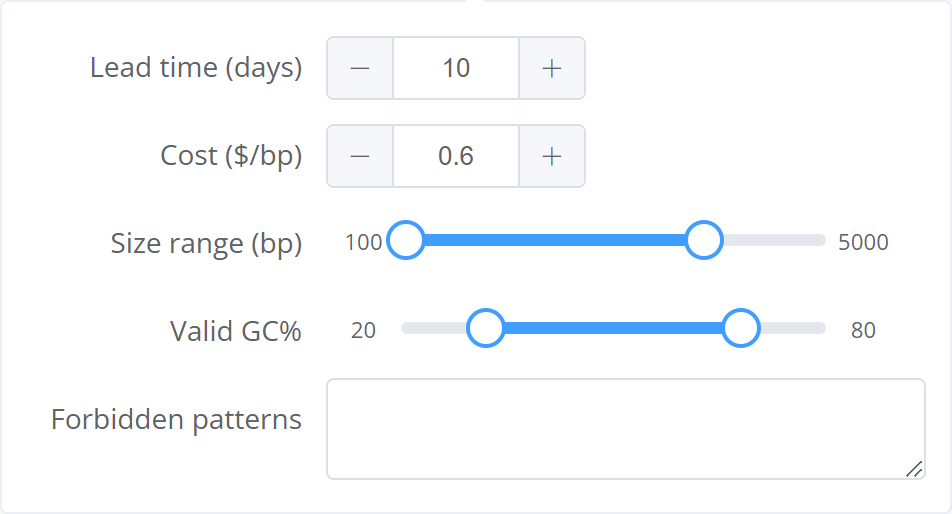 Lead time (days) − 10 +
Cost ($/bp) − 0.6 +
Size range (bp) 100 5000
Valid GC% 20 80
Forbidden patterns